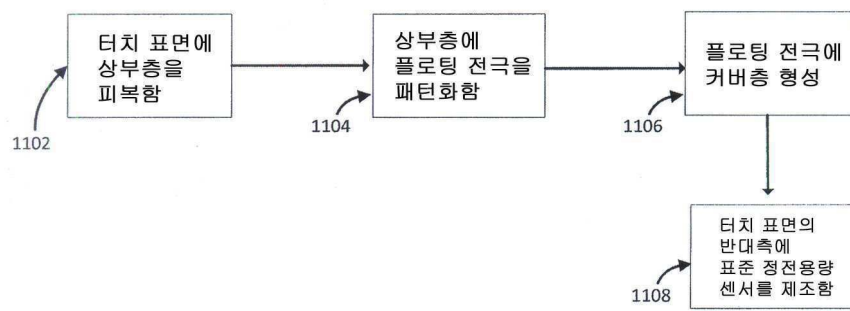 터치 표면에
상부층을
피복함
1102
상부층에
플로팅 전극을
패턴화함
1104
플로팅 전극에
커버층 형성
1106
터치 표면의
반대측에
표준 정전용량
센서를 제조함
1108